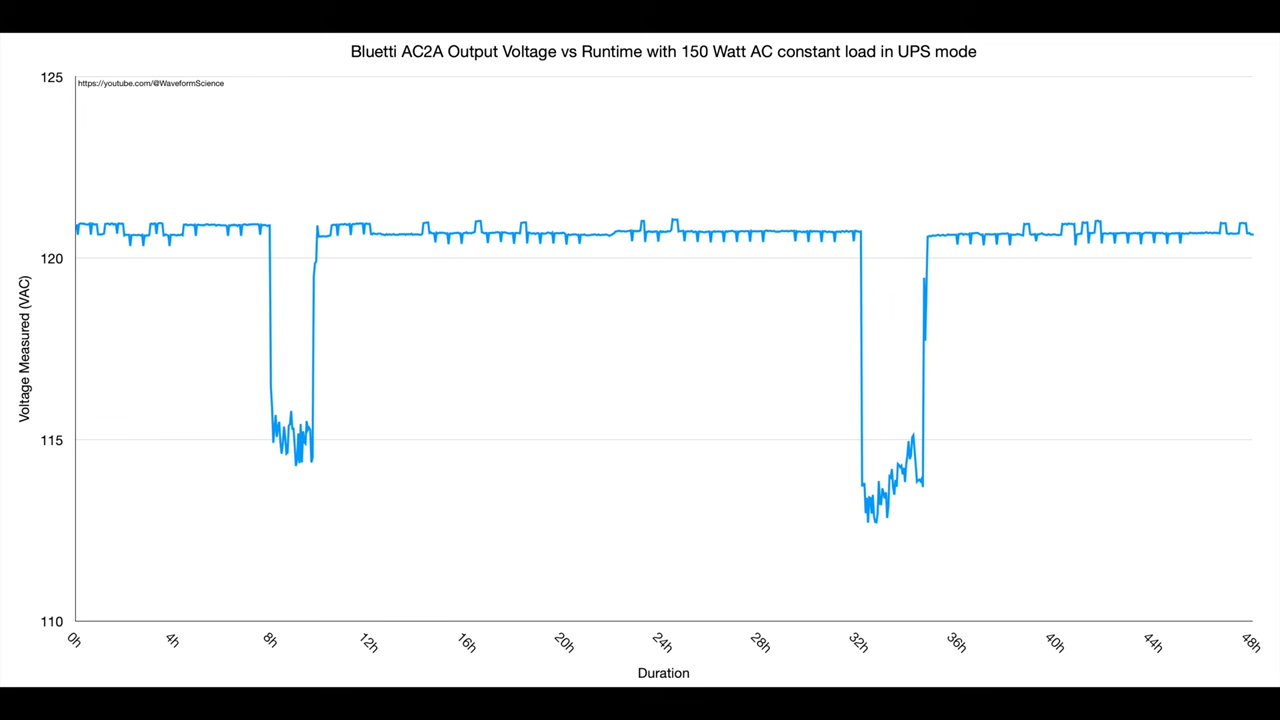 Bluetti AC2A Output Voltage vs Runtime with 150 Watt AC constant load in UPS mode
https://youtube.com/@WaveformScience
125
120
115
110
Voltage Measured (VAC)
0h
4h
8h
12h
16h
20h
24h
28h
32h
36h
40h
44h
48h
Duration